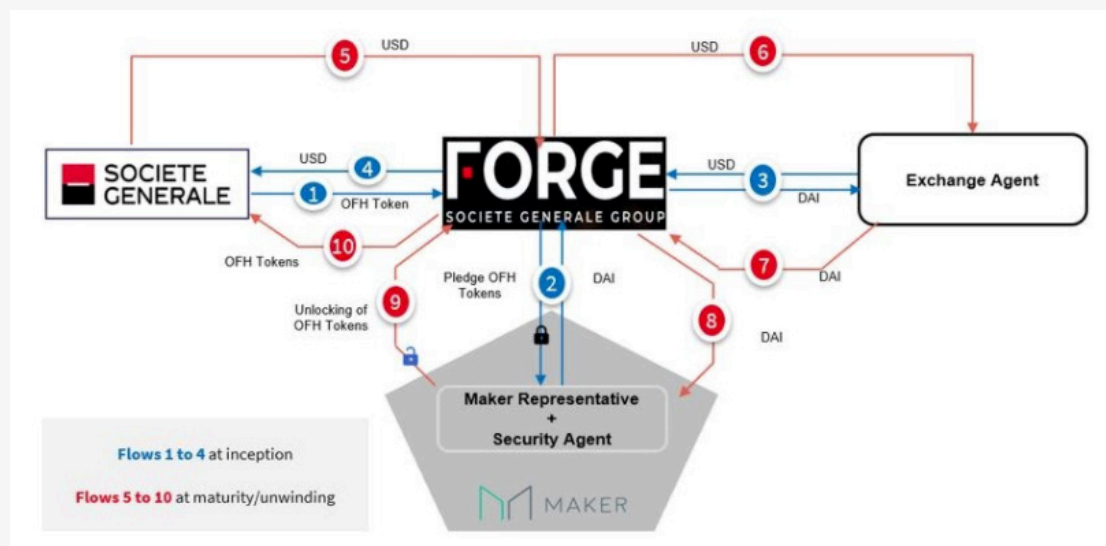 5
USD
USD
6
SOCIETE
GENERALE
USD
4
1
OFH Token
FORGE
SOCIETE GENERALE GROUP
USD
3
DAI
Exchange Agent
10
OFH Tokens
7
DAI
9
Unlocking of
OFH Tokens
Pledge OFH
Tokens
2
DAI
8
DAI
Maker Representative
+
Security Agent
MAKER
Flows 1 to 4 at inception
Flows 5 to 10 at maturity/unwinding